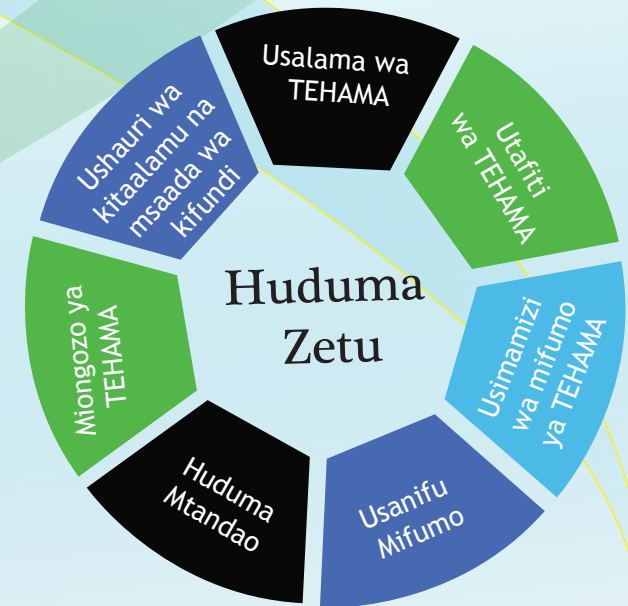 Huduma
Zetu
Usalama wa
TEHAMA
Utafiti
wa TEHAMA
Usimamizi
wa mifumo
ya TEHAMA
Usanifu
Mifumo
Huduma
Mtandao
Miongozo ya
TEHAMA
Ushauri wa
kitaalamu na
msaada wa
kifundi